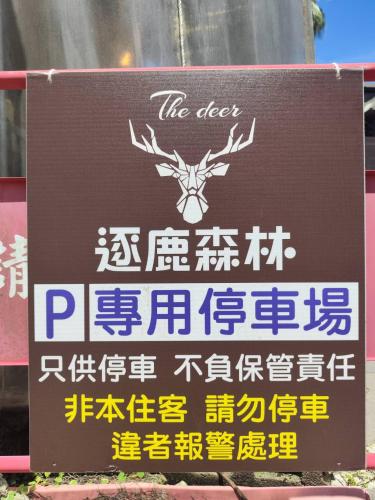 The deer
逐鹿森林
P 專用停車場
只供停車 不負保管責任
非本住客 請勿停車
違者報警處理
請